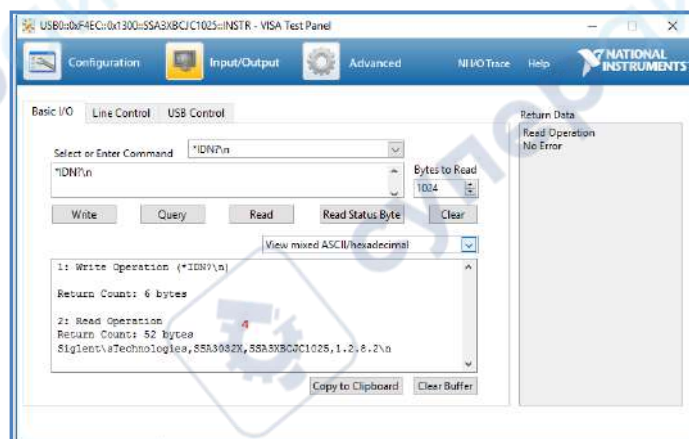 USB0::0xF4EC::0x1300::SSA3XBCJC1025::INSTR - VISA Test Panel
Configuration
Input/Output
Advanced
NI I/O Trace
Help
NATIONAL
INSTRUMENTS
Basic I/O
Line Control
USB Control
Return Data
Read Operation
No Error
Select or Enter Command
*IDN?\n
*IDN?\n
Bytes to Read
1024
Write
Query
Read
Read Status Byte
Clear
View mixed ASCII/hexadecimal
1: Write Operation (*IDN?\n)
Return Count: 6 bytes
2: Read Operation
4
Return Count: 52 bytes
Siglent\sTechnologies,SSA3032X,SSA3XBCJC1025,1.2.8.2\n
Copy to Clipboard
Clear Buffer